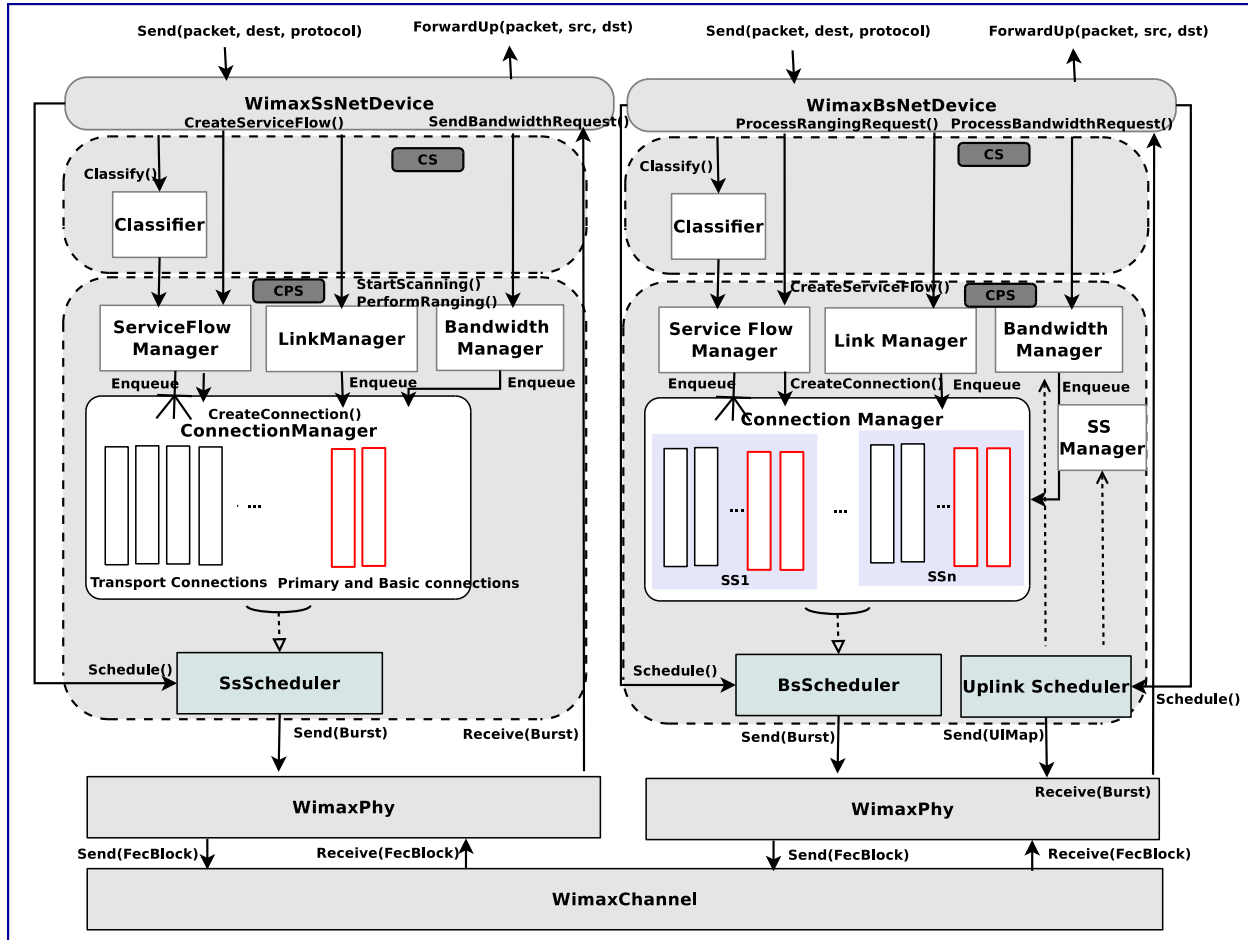 Send(packet, dest, protocol)
ForwardUp(packet, src, dst)
WimaxSsNetDevice
CreateServiceFlow()
SendBandwidthRequest()
CS
Classify()
Classifier
CPS
StartScanning()
PerformRanging()
ServiceFlow
Manager
LinkManager
Bandwidth
Manager
Enqueue
Enqueue
Enqueue
CreateConnection()
ConnectionManager
...
Transport Connections
Primary and Basic connections
Schedule()
SsScheduler
Send(Burst)
Receive(Burst)
WimaxPhy
Send(FecBlock)
Receive(FecBlock)
Send(packet, dest, protocol)
ForwardUp(packet, src, dst)
WimaxBsNetDevice
ProcessRangingRequest()
ProcessBandwidthRequest()
CS
Classify()
Classifier
CreateServiceFlow()
CPS
Service Flow
Manager
Link Manager
Bandwidth
Manager
Enqueue
CreateConnection()
Enqueue
Enqueue
Connection Manager
SS
Manager
...
...
...
SS1
SSn
Schedule()
BsScheduler
Uplink Scheduler
Schedule()
Send(Burst)
Send(UlMap)
WimaxPhy
Receive(Burst)
Send(FecBlock)
Receive(FecBlock)
WimaxChannel